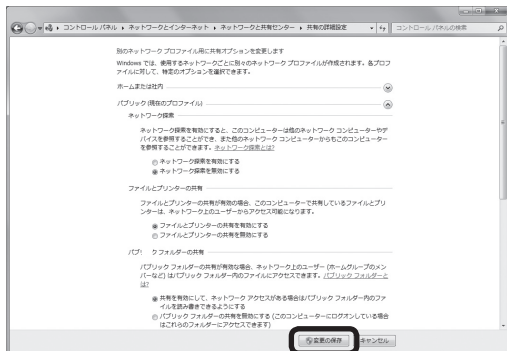 コントロール パネル ▸ ネットワークとインターネット ▸ ネットワークと共有センター ▸ 共有の詳細設定
コントロール パネルの検索
別のネットワーク プロファイル用に共有オプションを変更します
Windows では、使用するネットワークごとに別々のネットワーク プロファイルが作成されます。各プロフ
ァイルに対して、特定のオプションを選択できます。
ホームまたは社内
パブリック (現在のプロファイル)
ネットワーク探索
ネットワーク探索を有効にすると、このコンピューターは他のネットワーク コンピューターやデ
バイスを参照することができ、また他のネットワーク コンピューターからもこのコンピューター
を参照することができます。ネットワーク探索とは?
ネットワーク探索を有効にする
ネットワーク探索を無効にする
ファイルとプリンターの共有
ファイルとプリンターの共有が有効の場合、このコンピューターで共有しているファイルとプリ
ンターは、ネットワーク上のユーザーからアクセス可能になります。
ファイルとプリンターの共有を有効にする
ファイルとプリンターの共有を無効にする
パブ クフォルダーの共有
パブリック フォルダーの共有が有効な場合、ネットワーク上のユーザー (ホームグループのメン
バーなど) はパブリック フォルダー内のファイルにアクセスできます。パブリック フォルダーと
は?
共有を有効にして、ネットワーク アクセスがある場合はパブリック フォルダー内のファ
イルを読み書きできるようにする
パブリック フォルダーの共有を無効にする (このコンピューターにログオンしている場合
はこれらのフォルダーにアクセスできます)
変更の保存
キャンセル